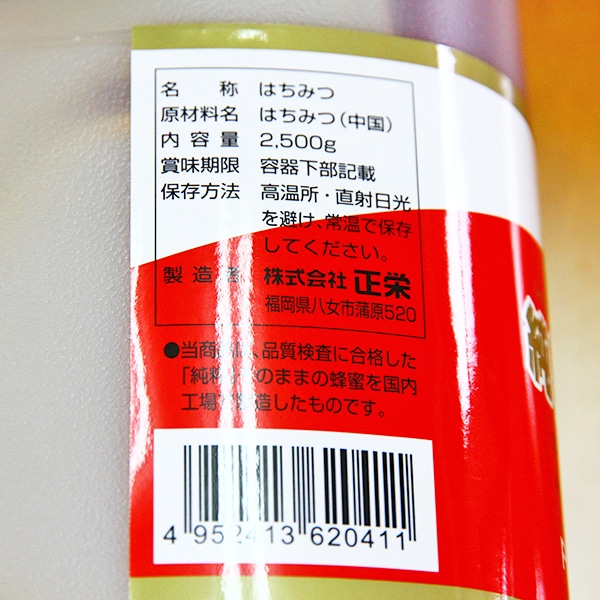 名称 はちみつ
原材料名 はちみつ(中国)
内容量 2,500g
賞味期限 容器下部記載
保存方法 高温所・直射日光
を避け、常温で保存
してください。
製造者 株式会社 正栄
福岡県八女市蒲原520
●当商品は、品質検査に合格した
「純粋」そのままの蜂蜜を国内
工場で製造したものです。
4 952413 620411
純